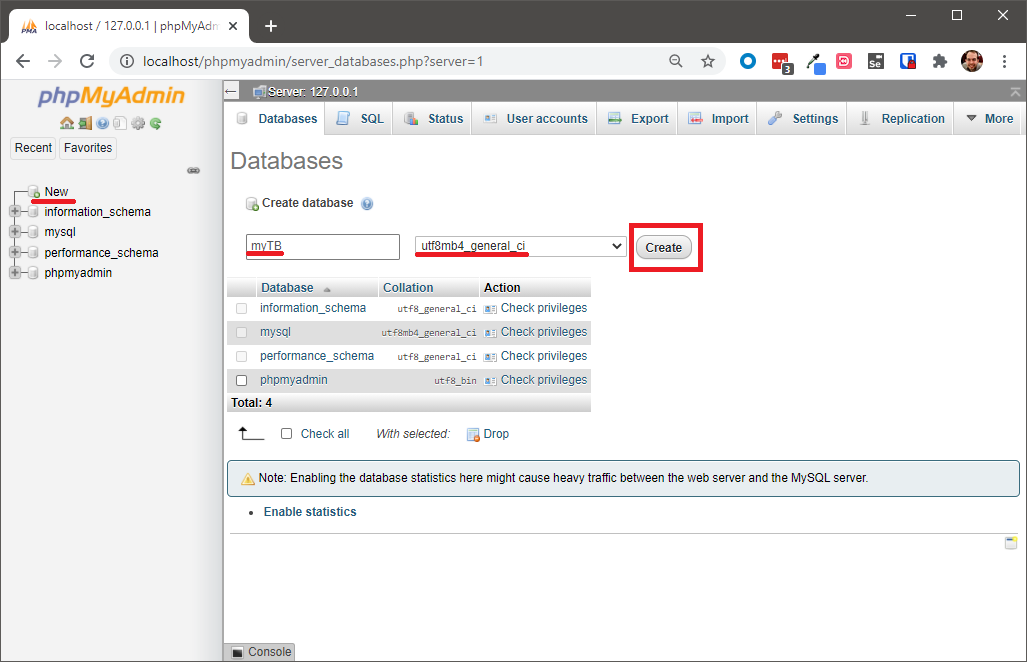 localhost / 127.0.0.1 | phpMyAdm
localhost/phpmyadmin/server_databases.php?server=1
3
Se
phpMyAdmin
Recent Favorites
New
information_schema
mysql
performance_schema
phpmyadmin
Server: 127.0.0.1
Databases SQL Status User accounts Export Import Settings Replication More
Databases
Create database
myTB utf8mb4_general_ci Create
Database Collation Action
information_schema utf8_general_ci Check privileges
mysql utf8mb4_general_ci Check privileges
performance_schema utf8_general_ci Check privileges
phpmyadmin utf8_bin Check privileges
Total: 4
Check all With selected: Drop
Note: Enabling the database statistics here might cause heavy traffic between the web server and the MySQL server.
Enable statistics
Console